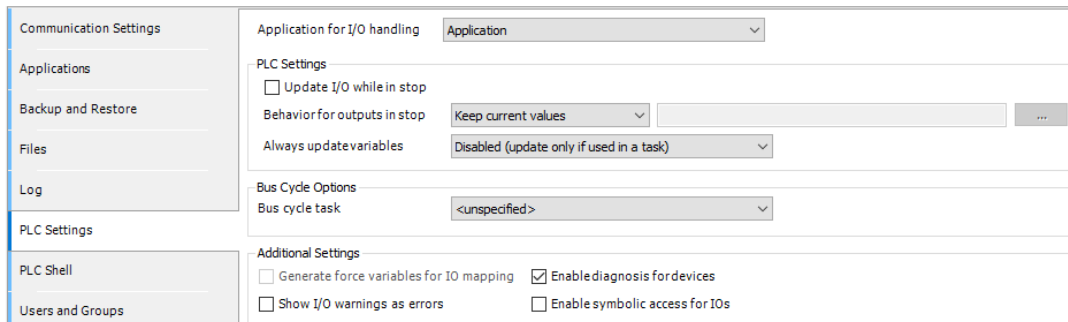 Communication Settings
Applications
Backup and Restore
Files
Log
PLC Settings
PLC Shell
Users and Groups
Application for I/O handling Application
PLC Settings
Update I/O while in stop
Behavior for outputs in stop Keep current values ...
Always update variables Disabled (update only if used in a task)
Bus Cycle Options
Bus cycle task <unspecified>
Additional Settings
Generate force variables for IO mapping Enable diagnosis for devices
Show I/O warnings as errors Enable symbolic access for IOs